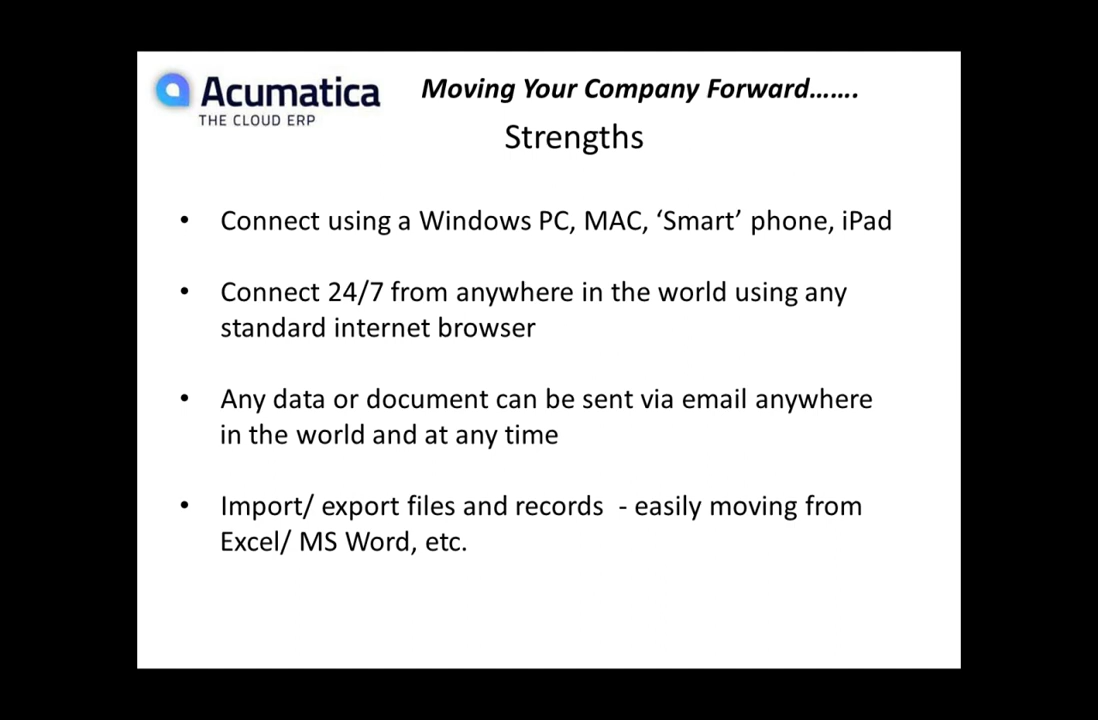 Acumatica
THE CLOUD ERP
Moving Your Company Forward.......
Strengths
• Connect using a Windows PC, MAC, ‘Smart’ phone, iPad
• Connect 24/7 from anywhere in the world using any
standard internet browser
• Any data or document can be sent via email anywhere
in the world and at any time
• Import/ export files and records  - easily moving from
Excel/ MS Word, etc.